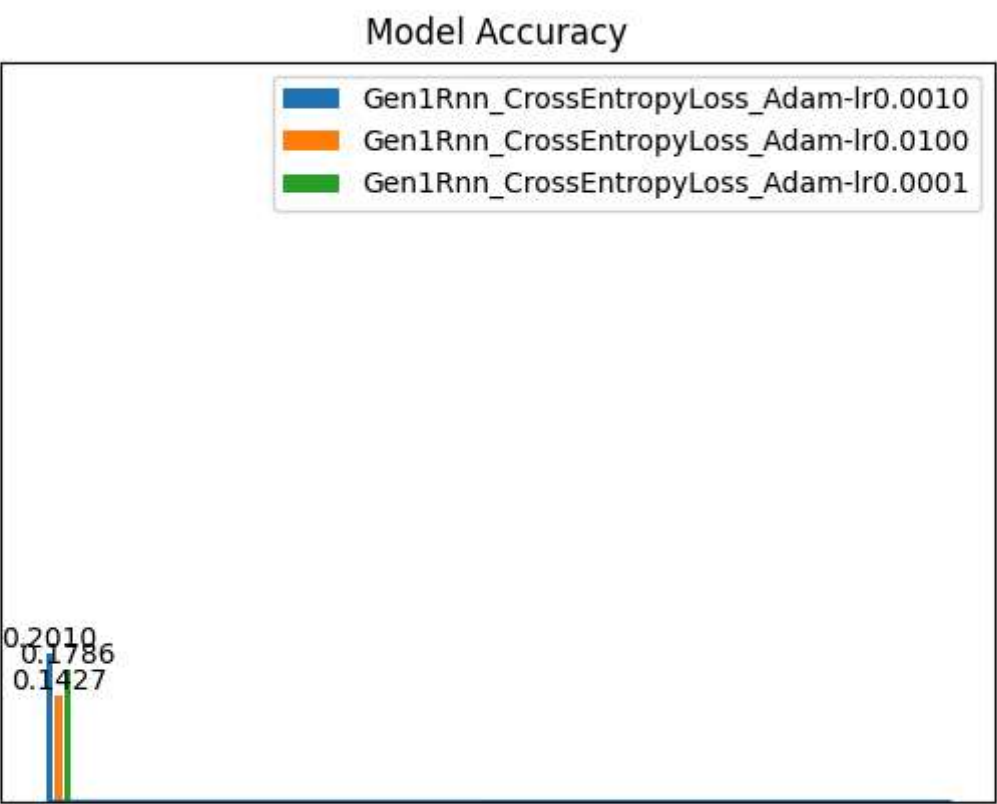 Model Accuracy
Gen1Rnn_CrossEntropyLoss_Adam-lr0.0010
Gen1Rnn_CrossEntropyLoss_Adam-lr0.0100
Gen1Rnn_CrossEntropyLoss_Adam-lr0.0001
0.2010
0.1786
0.1427